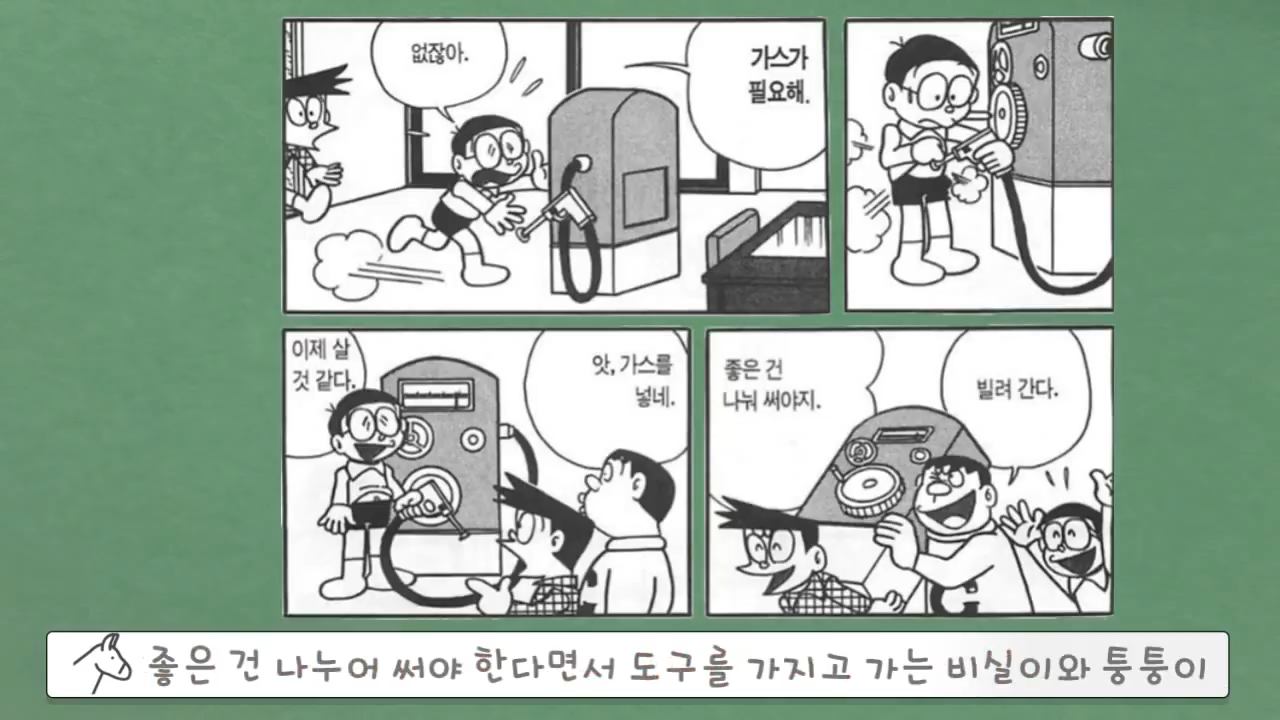 없잖아.
가스가
필요해.
이제 살
것 같다.
앗, 가스를
넣네.
좋은 건
나눠 써야지.
빌려 간다.
좋은 건 나누어 써야 한다면서 도구를 가지고 가는 비실이와 퉁퉁이